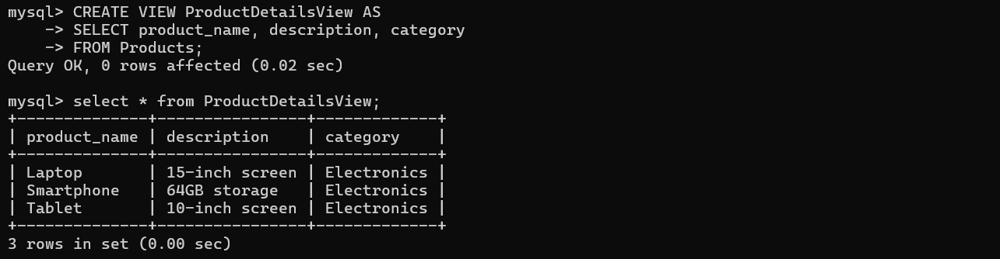 mysql> CREATE VIEW ProductDetailsView AS
    -> SELECT product_name, description, category
    -> FROM Products;
Query OK, 0 rows affected (0.02 sec)

mysql> select * from ProductDetailsView;
+--------------+----------------+-------------+
| product_name | description    | category    |
+--------------+----------------+-------------+
| Laptop       | 15-inch screen | Electronics |
| Smartphone   | 64GB storage   | Electronics |
| Tablet       | 10-inch screen | Electronics |
+--------------+----------------+-------------+
3 rows in set (0.00 sec)